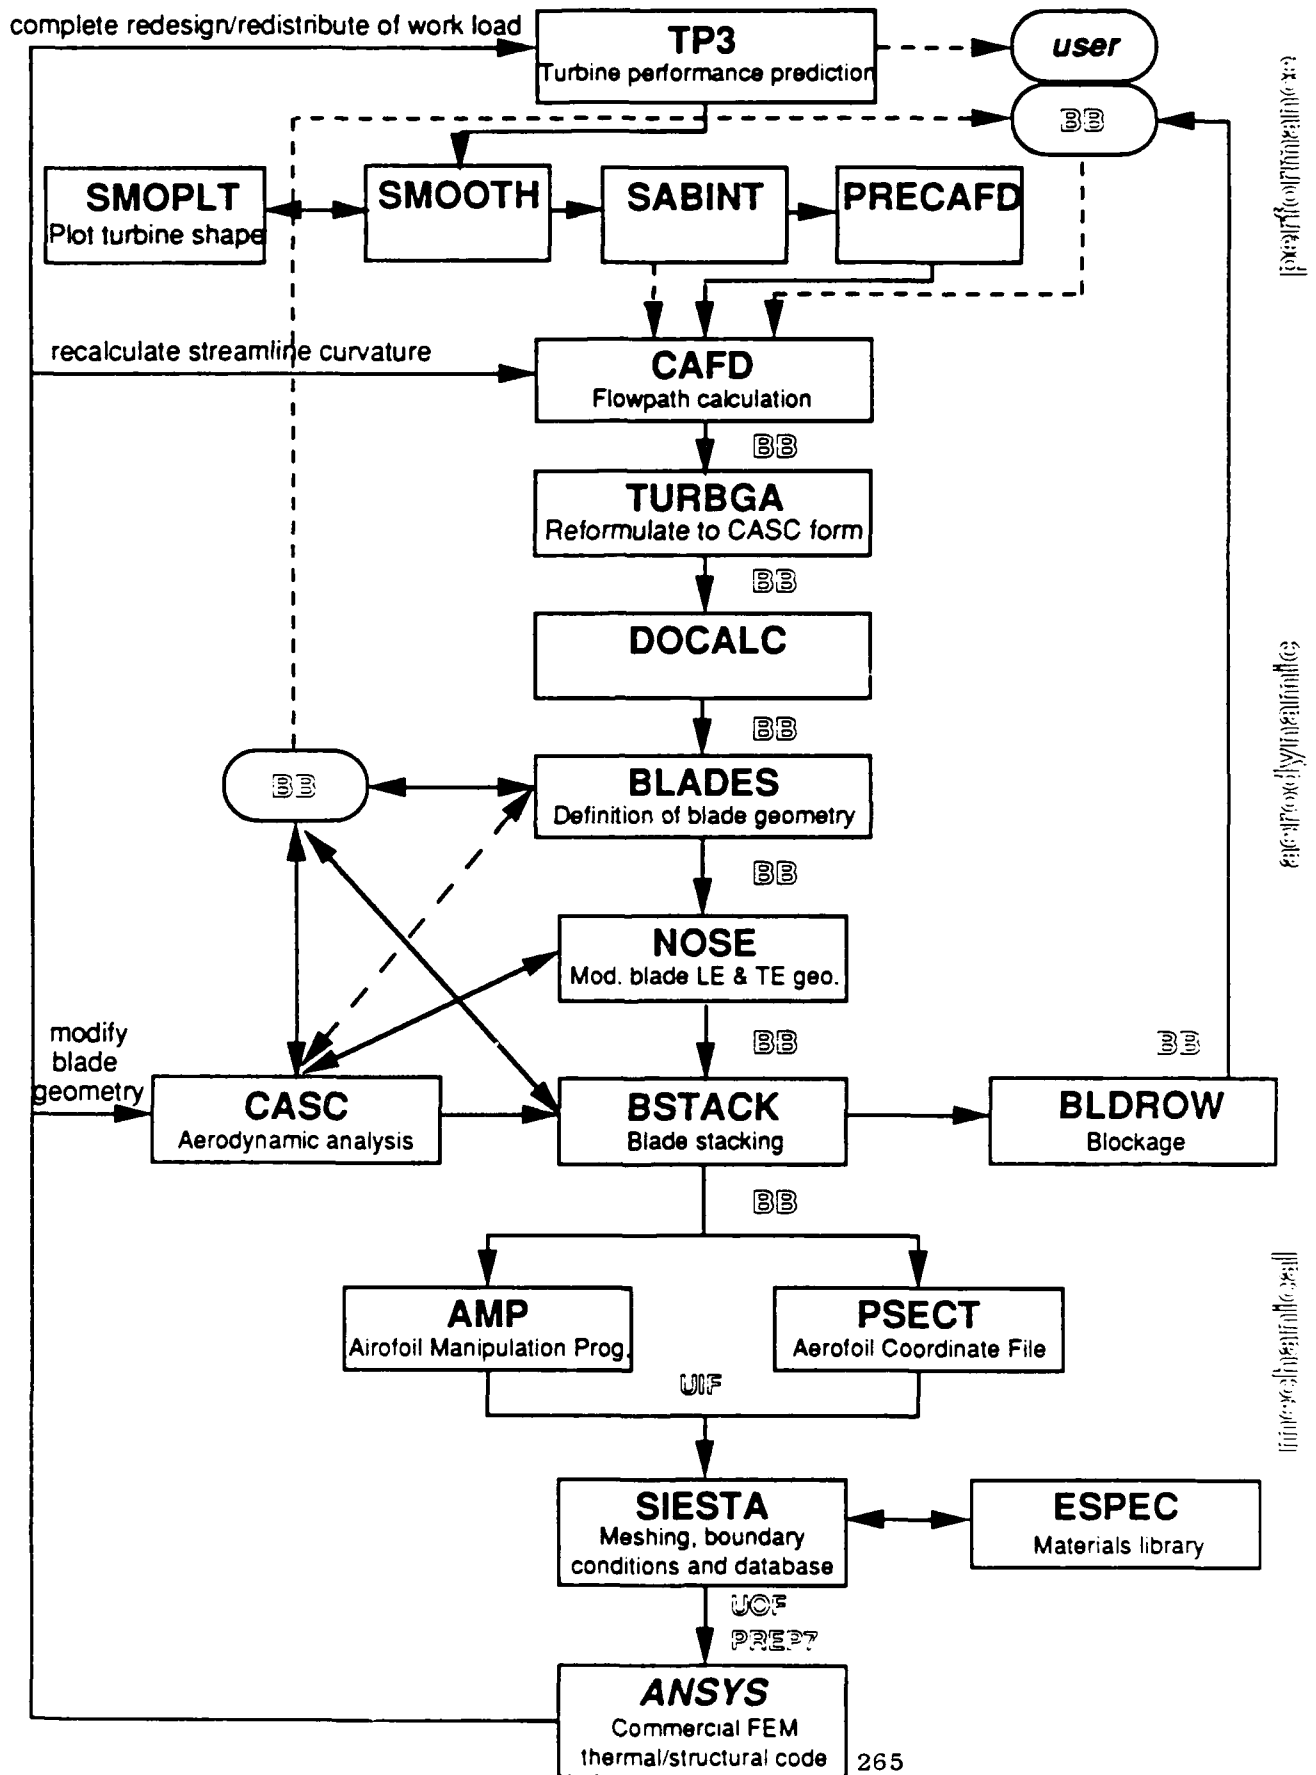 complete redesign/redistribute of work load
TP3
Turbine performance prediction
user
BB
performance
SMOPLT
Plot turbine shape
SMOOTH
SABINT
PRECAFD
recalculate streamline curvature
CAFD
Flowpath calculation
BB
TURBGA
Reformulate to CASC form
BB
DOCALC
BB
aerodynamic
BB
BLADES
Definition of blade geometry
BB
NOSE
Mod. blade LE & TE geo.
modify
blade
geometry
BB
BB
CASC
Aerodynamic analysis
BSTACK
Blade stacking
BLDROW
Blockage
BB
AMP
Airofoil Manipulation Prog.
PSECT
Aerofoil Coordinate File
mechanical
UIF
SIESTA
Meshing, boundary
conditions and database
ESPEC
Materials library
UOF
PREP7
ANSYS
Commercial FEM
thermal/structural code
265